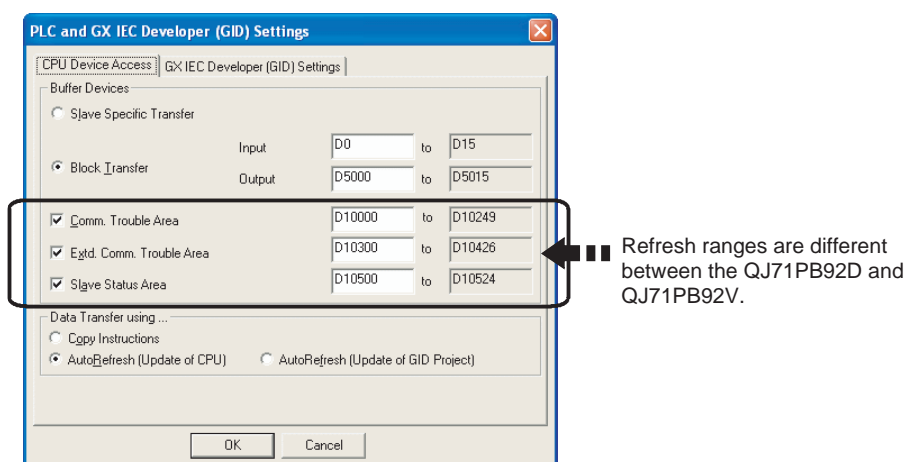 PLC and GX IEC Developer (GID) Settings
CPU Device Access GX IEC Developer (GID) Settings
Buffer Devices
Slave Specific Transfer
Input D0 to D15
Block Transfer
Output D5000 to D5015
Comm. Trouble Area D10000 to D10249
Extd. Comm. Trouble Area D10300 to D10426
Slave Status Area D10500 to D10524
Refresh ranges are different
between the QJ71PB92D and
QJ71PB92V.
Data Transfer using ...
Copy Instructions
AutoRefresh (Update of CPU) AutoRefresh (Update of GID Project)
OK Cancel